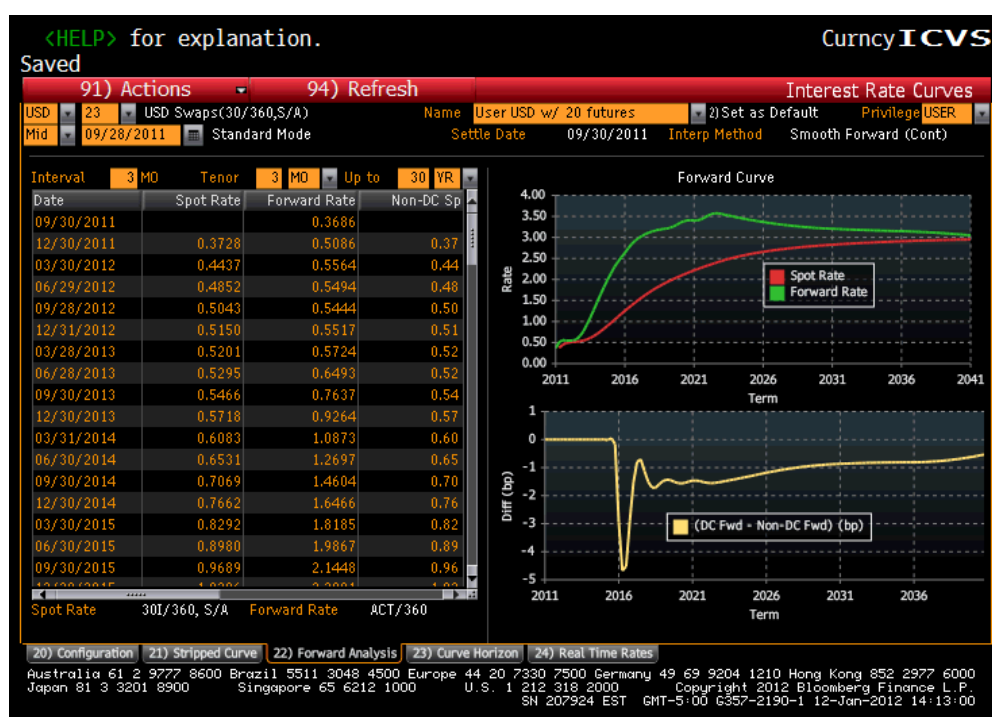 <HELP> for explanation. Curncy ICVS
Saved
91) Actions 94) Refresh Interest Rate Curves
USD 23 USD Swaps(30/360,S/A) Name User USD w/ 20 futures 2) Set as Default Privilege USER
Mid 09/28/2011 Standard Mode Settle Date 09/30/2011 Interp Method Smooth Forward (Cont)
Interval 3 MO Tenor 3 MO Up to 30 YR
Date Spot Rate Forward Rate Non-DC Sp
09/30/2011 0.3686
12/30/2011 0.3728 0.5086 0.37
03/30/2012 0.4437 0.5564 0.44
06/29/2012 0.4852 0.5494 0.48
09/28/2012 0.5043 0.5444 0.50
12/31/2012 0.5150 0.5517 0.51
03/28/2013 0.5201 0.5724 0.52
06/28/2013 0.5295 0.6493 0.52
09/30/2013 0.5466 0.7637 0.54
12/30/2013 0.5718 0.9264 0.57
03/31/2014 0.6083 1.0873 0.60
06/30/2014 0.6531 1.2697 0.65
09/30/2014 0.7069 1.4604 0.70
12/30/2014 0.7662 1.6466 0.76
03/30/2015 0.8292 1.8185 0.82
06/30/2015 0.8980 1.9867 0.89
09/30/2015 0.9689 2.1448 0.96
Spot Rate 30I/360, S/A Forward Rate ACT/360
Forward Curve
4.00
3.50
3.00
2.50
2.00
1.50
1.00
0.50
0.00
Rate
Spot Rate
Forward Rate
2011 2016 2021 2026 2031 2036 2041
Term
1
0
-1
-2
-3
-4
-5
Diff (bp)
(DC Fwd - Non-DC Fwd) (bp)
2011 2016 2021 2026 2031 2036
Term
20) Configuration 21) Stripped Curve 22) Forward Analysis 23) Curve Horizon 24) Real Time Rates
Australia 61 2 9777 8600 Brazil 5511 3048 4500 Europe 44 20 7330 7500 Germany 49 69 9204 1210 Hong Kong 852 2977 6000
Japan 81 3 3201 8900 Singapore 65 6212 1000 U.S. 1 212 318 2000 Copyright 2012 Bloomberg Finance L.P.
SN 207924 EST GMT-5:00 G357-2190-1 12-Jan-2012 14:13:00